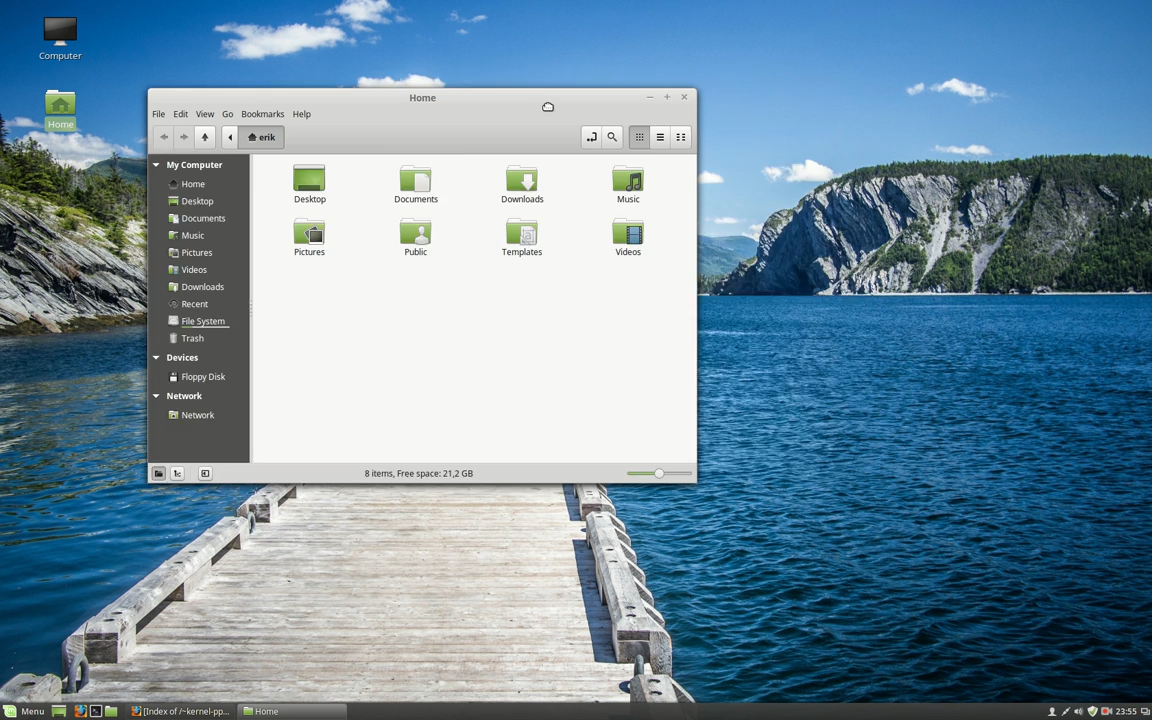 Computer
Home
Home
File Edit View Go Bookmarks Help
erik
My Computer
Home
Desktop
Documents
Music
Pictures
Videos
Downloads
Recent
File System
Trash
Devices
Floppy Disk
Network
Network
Desktop Documents Downloads Music
Pictures Public Templates Videos
8 items, Free space: 21,2 GB
Menu [Index of /~kernel-pp... Home 23:55